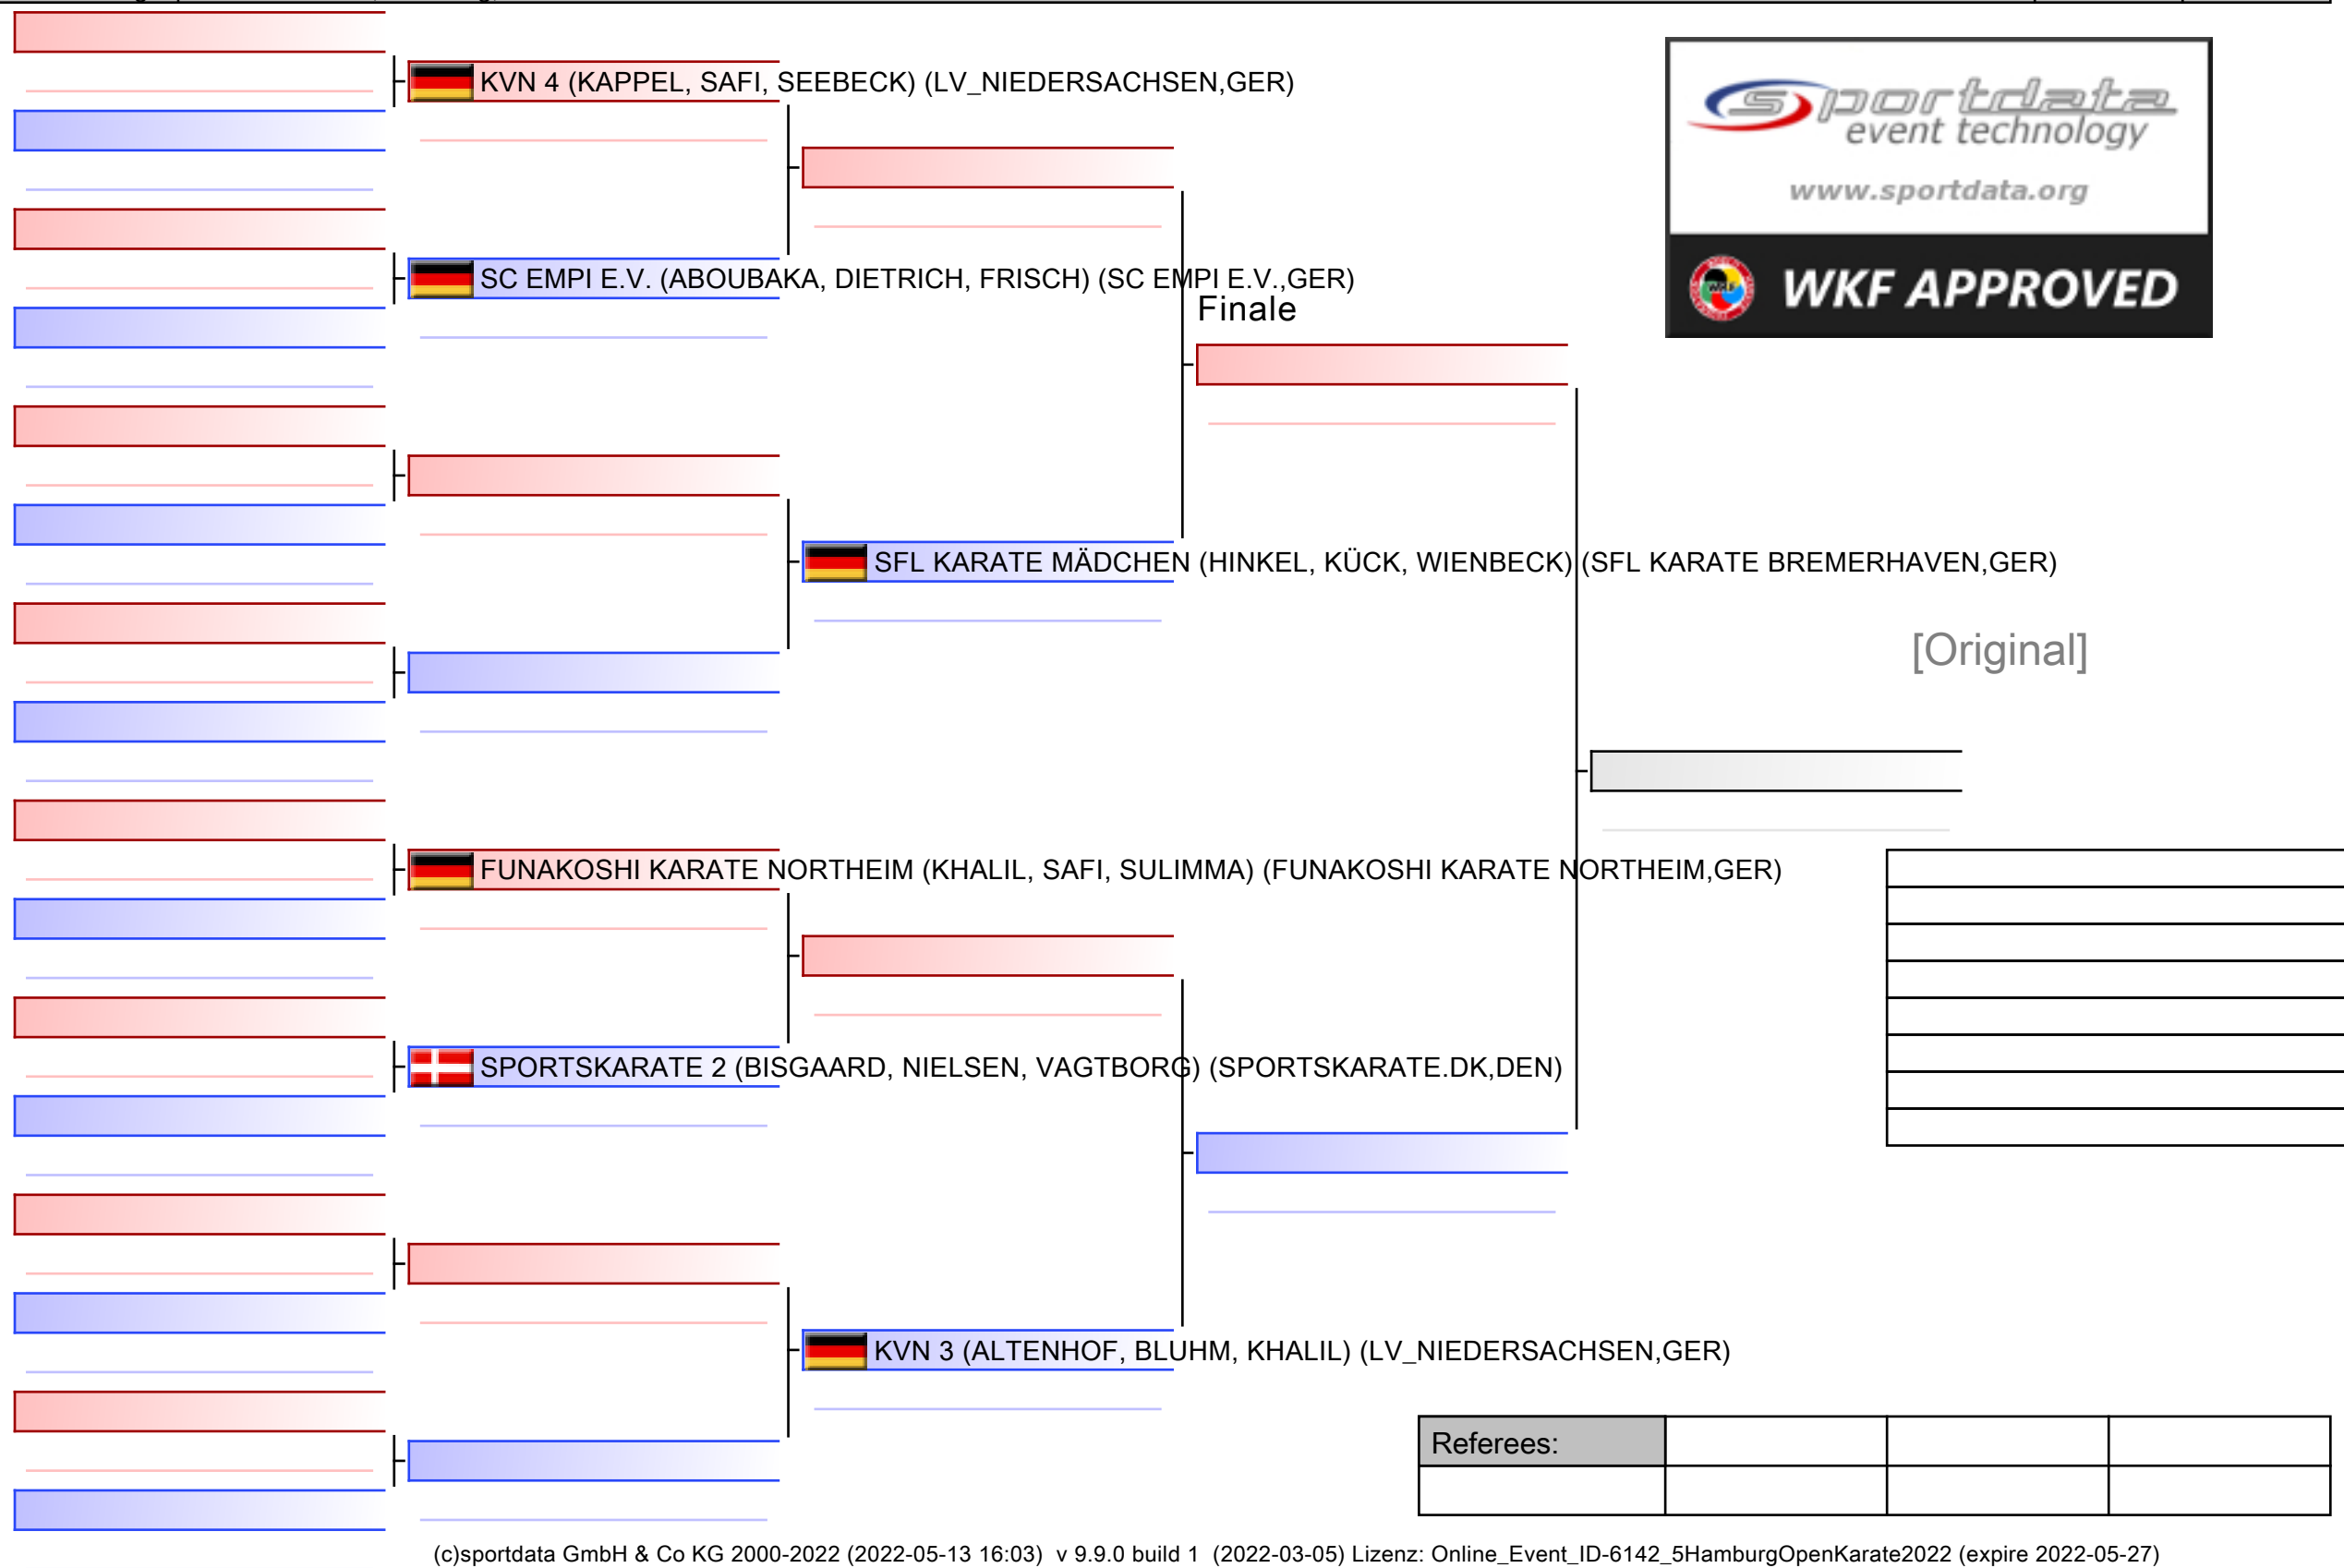 KVN 4 (KAPPEL, SAFI, SEEBECK) (LV_NIEDERSACHSEN,GER)
sportdata
event technology
www.sportdata.org
WKF APPROVED
SC EMPI E.V. (ABOUBAKA, DIETRICH, FRISCH) (SC EMPI E.V.,GER)
Finale
SFL KARATE MÄDCHEN (HINKEL, KÜCK, WIENBECK) (SFL KARATE BREMERHAVEN,GER)
[Original]
FUNAKOSHI KARATE NORTHEIM (KHALIL, SAFI, SULIMMA) (FUNAKOSHI KARATE NORTHEIM,GER)
SPORTSKARATE 2 (BISGAARD, NIELSEN, VAGTBORG) (SPORTSKARATE.DK,DEN)
KVN 3 (ALTENHOF, BLUHM, KHALIL) (LV_NIEDERSACHSEN,GER)
Referees:
(c)sportdata GmbH & Co KG 2000-2022 (2022-05-13 16:03) v 9.9.0 build 1 (2022-03-05) Lizenz: Online_Event_ID-6142_5HamburgOpenKarate2022 (expire 2022-05-27)